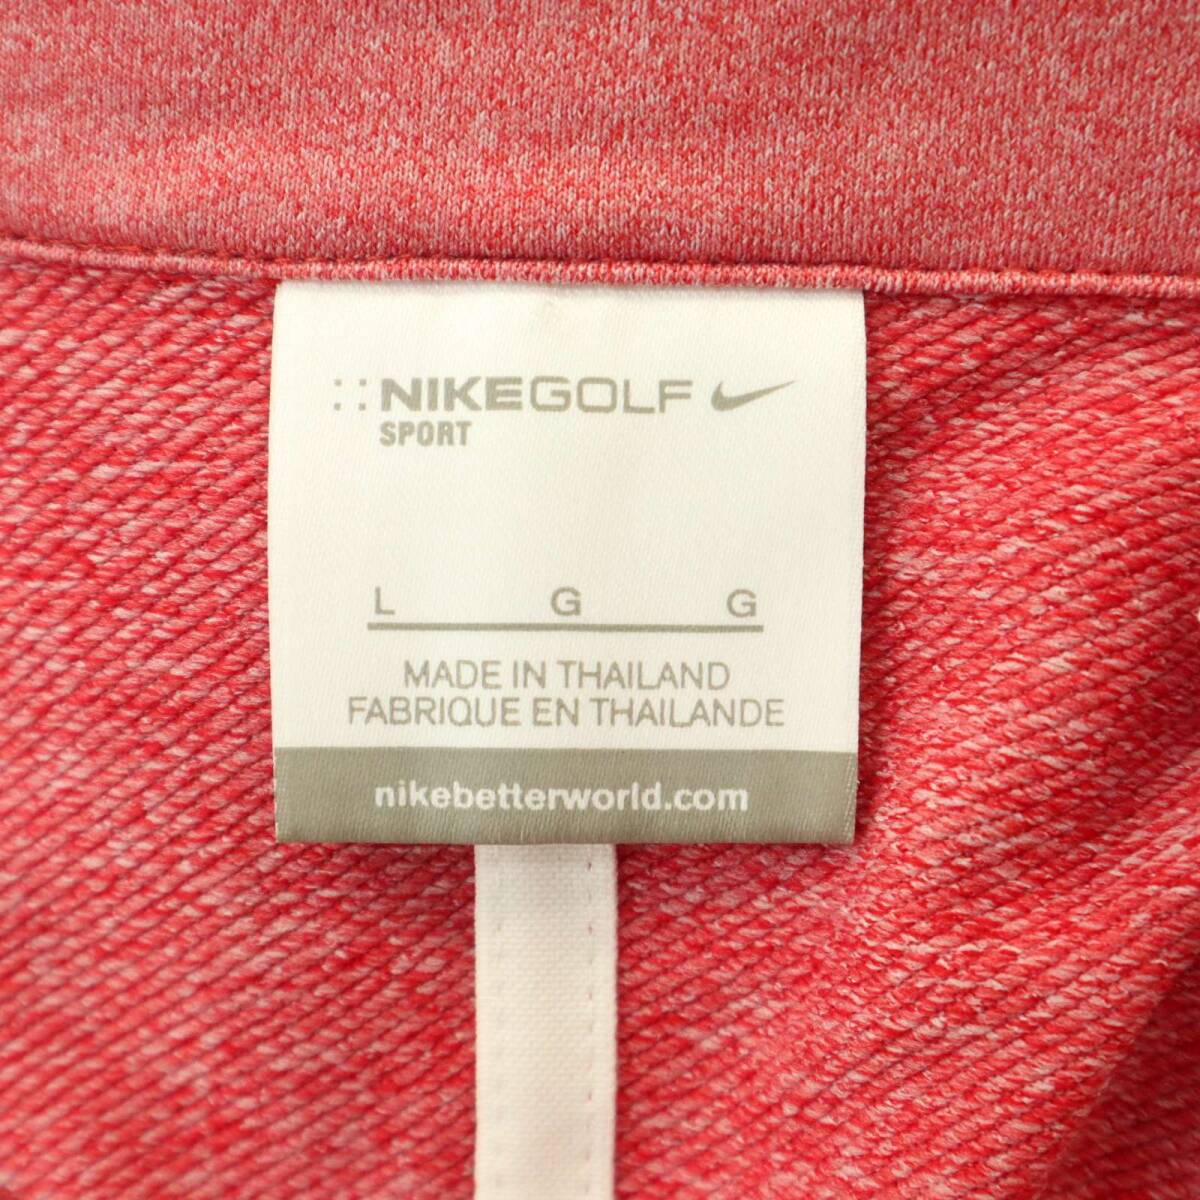 NIKEGOLF
SPORT
L G G
MADE IN THAILAND
FABRIQUE EN THAILANDE
nikebetterworld.com